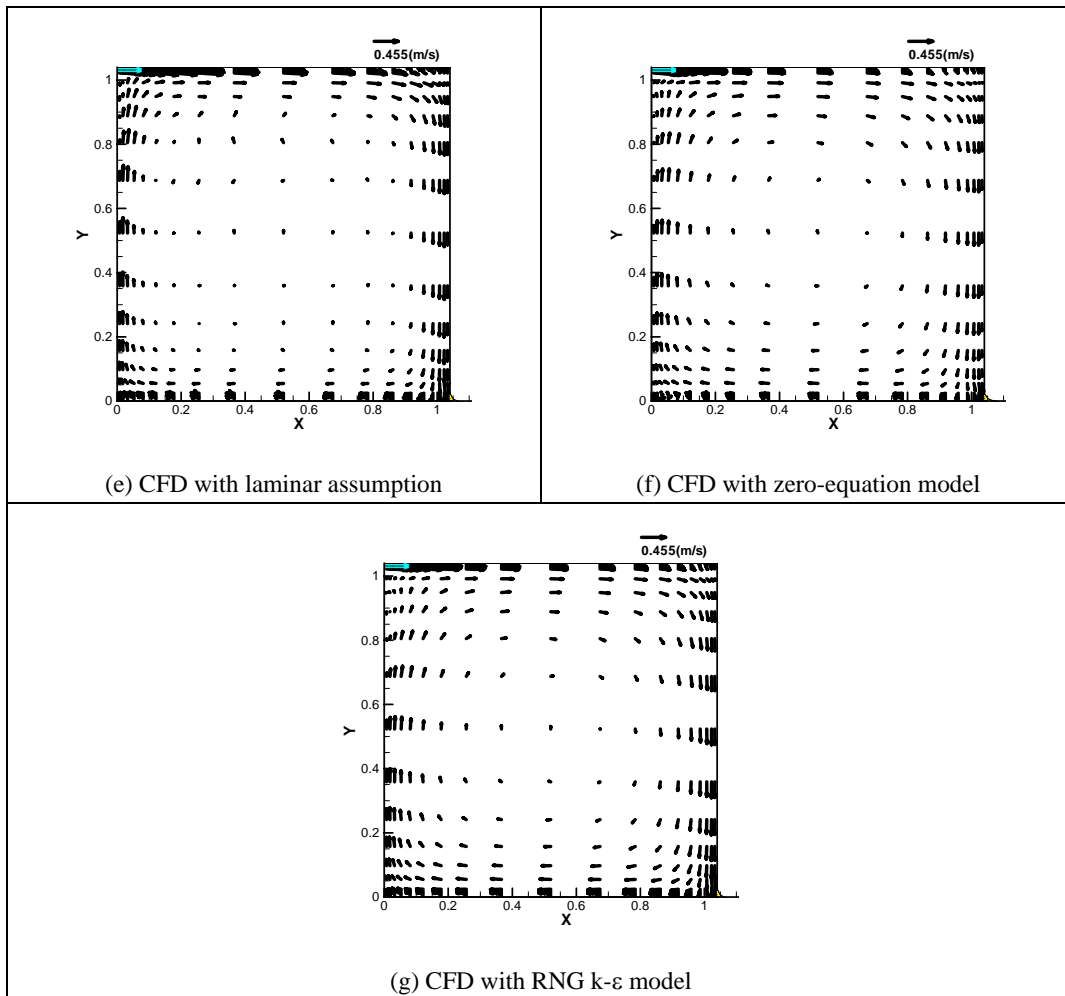 0.455(m/s)
1
0.8
0.6
Y
0.4
0.2
0
0 0.2 0.4 0.6 0.8 1
X
(e) CFD with laminar assumption
0.455(m/s)
1
0.8
0.6
Y
0.4
0.2
0
0 0.2 0.4 0.6 0.8 1
X
(f) CFD with zero-equation model
0.455(m/s)
1
0.8
0.6
Y
0.4
0.2
0
0 0.2 0.4 0.6 0.8 1
X
(g) CFD with RNG k-ε model